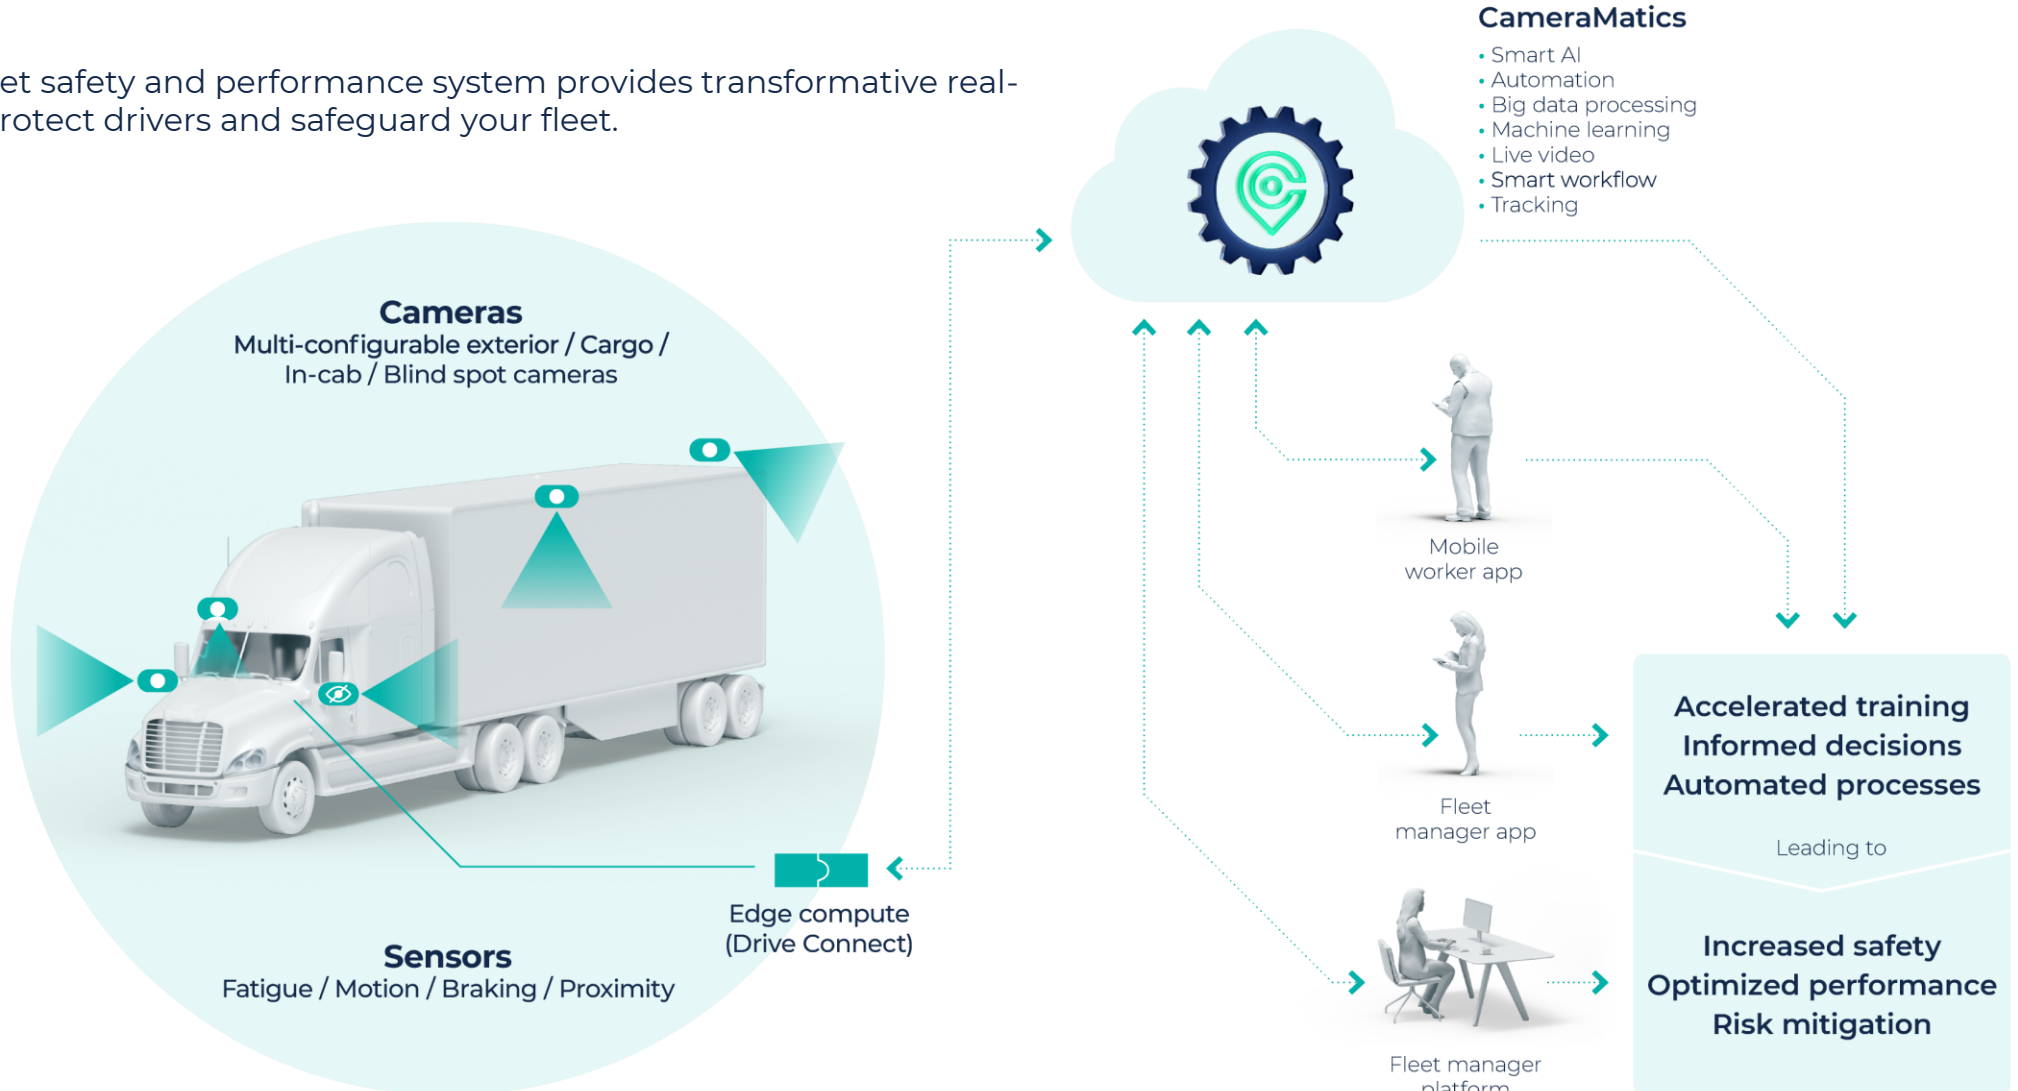 et safety and performance system provides transformative real-
rotect drivers and safeguard your fleet.
CameraMatics
• Smart AI
• Automation
• Big data processing
• Machine learning
• Live video
• Smart workflow
• Tracking
Cameras
Multi-configurable exterior / Cargo /
In-cab / Blind spot cameras
Mobile
worker app
Fleet
manager app
Fleet manager
platform
Edge compute
(Drive Connect)
Sensors
Fatigue / Motion / Braking / Proximity
Accelerated training
Informed decisions
Automated processes
Leading to
Increased safety
Optimized performance
Risk mitigation